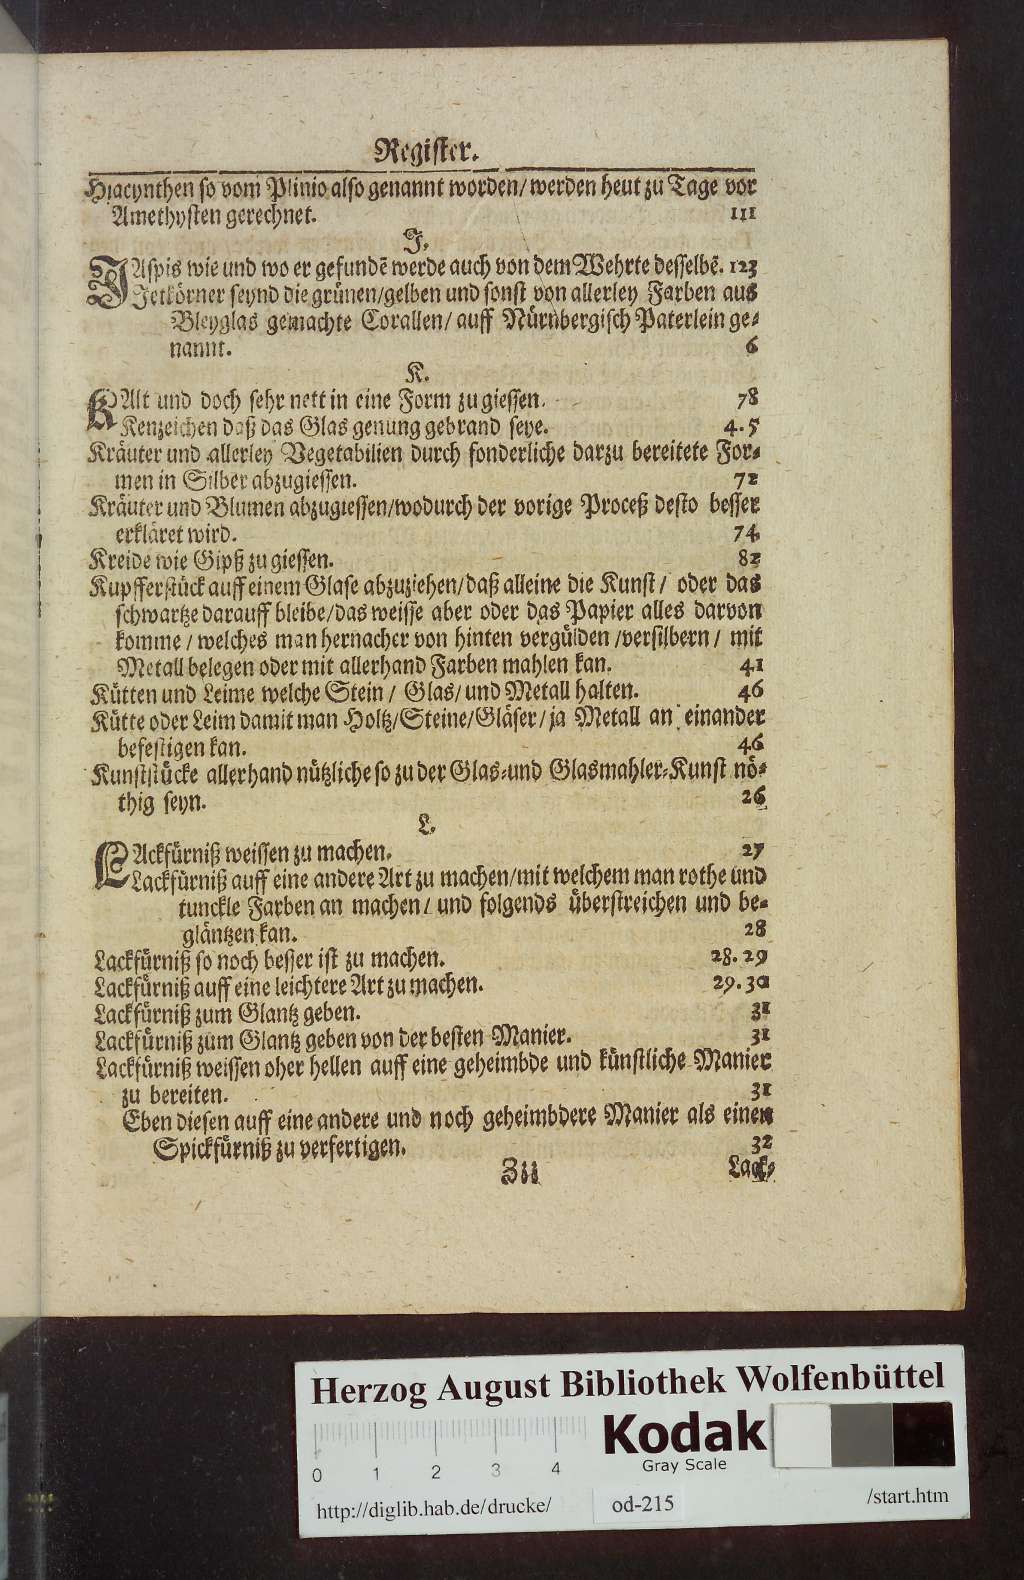 Register.
Hiacynthen so vom Plinio also genannt worden/ werden heut zu Tage vor
Amethysten gerechnet. 111
J.
JAspis wie und wo er gefundē werde auch von dem Wehrte desselbē. 123
Jetkörner seynd die grünen/gelben und sonst von allerley Farben aus
Bleyglas gemachte Corallen/ auff Nürnbergisch Paterlein ge-
nannt. 6
K.
KAlt und doch sehr nett in eine Form zu giessen. 78
Kenzeichen daß das Glas genung gebrand seye. 4. 5
Kräuter und allerley Vegetabilien durch sonderliche darzu bereitete For-
men in Silber abzugiessen. 72
Kräuter und Blumen abzugiessen/wodurch der vorige Proceß desto besser
erkläret wird. 74
Kreide wie Gipß zu giessen. 82
Kupfferstück auff einem Glase abzuziehen/daß alleine die Kunst/ oder das
schwartze darauff bleibe/das weisse aber oder das Papier alles darvon
komme / welches man hernacher von hinten vergülden /versilbern / mit
Metall belegen oder mit allerhand Farben mahlen kan. 41
Kütten und Leime welche Stein / Glas/ und Metall halten. 46
Kütte oder Leim damit man Holtz/Steine/Gläser/ ja Metall an einander
befestigen kan. 46
Kunststücke allerhand nützliche so zu der Glas-und Glasmahler-Kunst nö-
thig seyn. 26
L.
LAckfürniß weissen zu machen. 27
Lackfürniß auff eine andere Art zu machen/mit welchem man rothe und
tunckle Farben an machen/ und folgends überstreichen und be-
gläntzen kan. 28
Lackfürniß so noch besser ist zu machen. 28. 29
Lackfürniß auff eine leichtere Art zu machen. 29. 30
Lackfürniß zum Glantz geben. 31
Lackfürniß zum Glantz geben von der besten Manier. 31
Lackfürniß weissen oher hellen auff eine geheimbde und künstliche Manier
zu bereiten. 31
Eben diesen auff eine andere und noch geheimbdere Manier als einen
Spickfürniß zu verfertigen. 32
Zii Lack-
Herzog August Bibliothek Wolfenbüttel
Kodak
Gray Scale
0 1 2 3 4
http://diglib.hab.de/drucke/ od-215 /start.htm